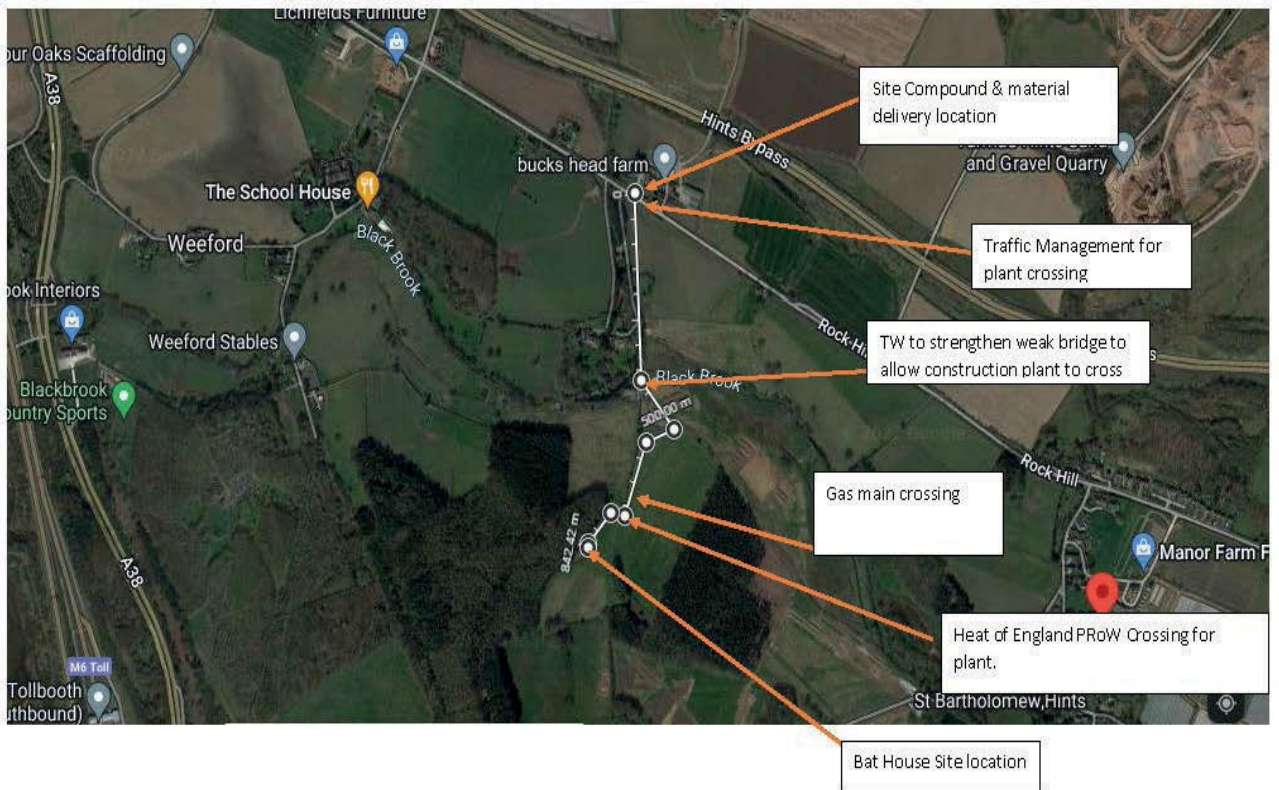 Lichfields Furniture
our Oaks Scaffolding
A38
Site Compound & material
delivery location
Hints Bypass
bucks head farm
and Gravel Quarry
The School House
Black Brook
Weeford
Traffic Management for
plant crossing
ook Interiors
Weeford Stables
Rock Hi
TW to strengthen weak bridge to
allow construction plant to cross
s
Black Brook
Blackbrook
ountry Sports
500.00 m
Rock Hill
Gas main crossing
842.42 m
Manor Farm F
A38
Heat of England PRoW Crossing for
plant.
M6 Toll
Tollbooth
uthbound)
St Bartholomew,Hints
Bat House Site location